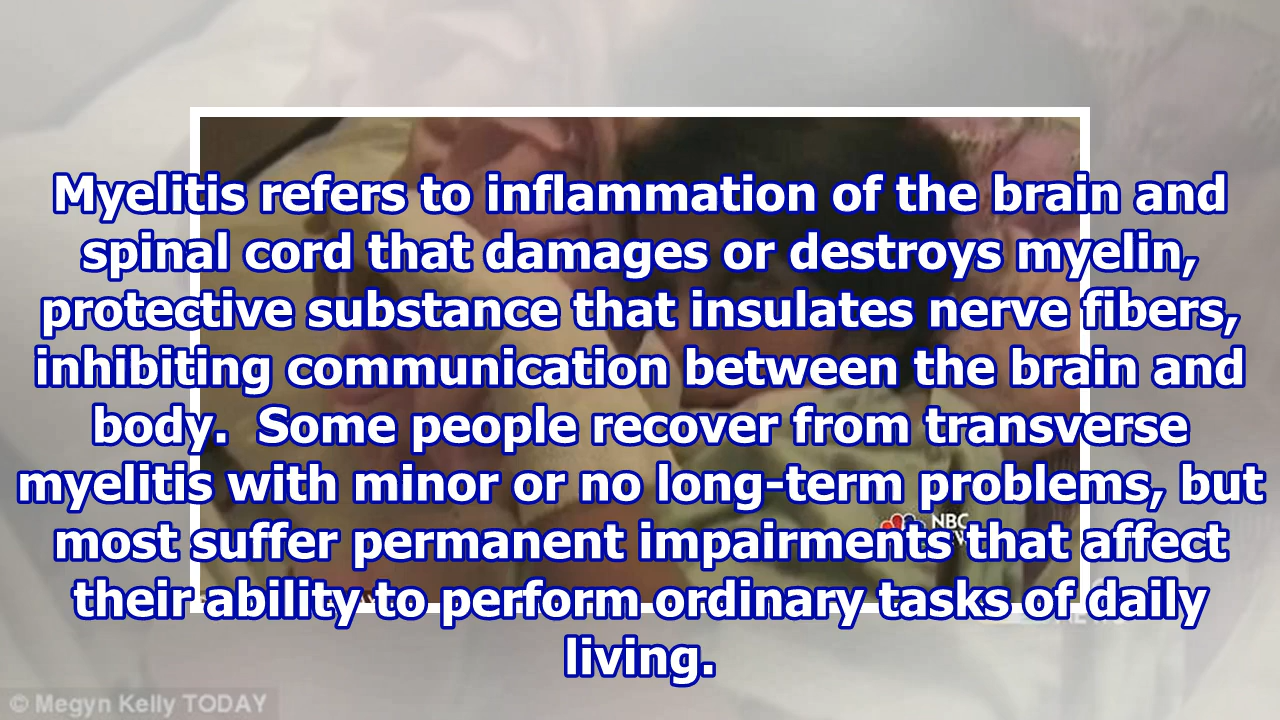 Myelitis refers to inflammation of the brain and
spinal cord that damages or destroys myelin,
protective substance that insulates nerve fibers,
inhibiting communication between the brain and
body.  Some people recover from transverse
myelitis with minor or no long-term problems, but
NBC
most suffer permanent impairments that affect
their ability to perform ordinary tasks of daily
living.
© Megyn Kelly TODAY